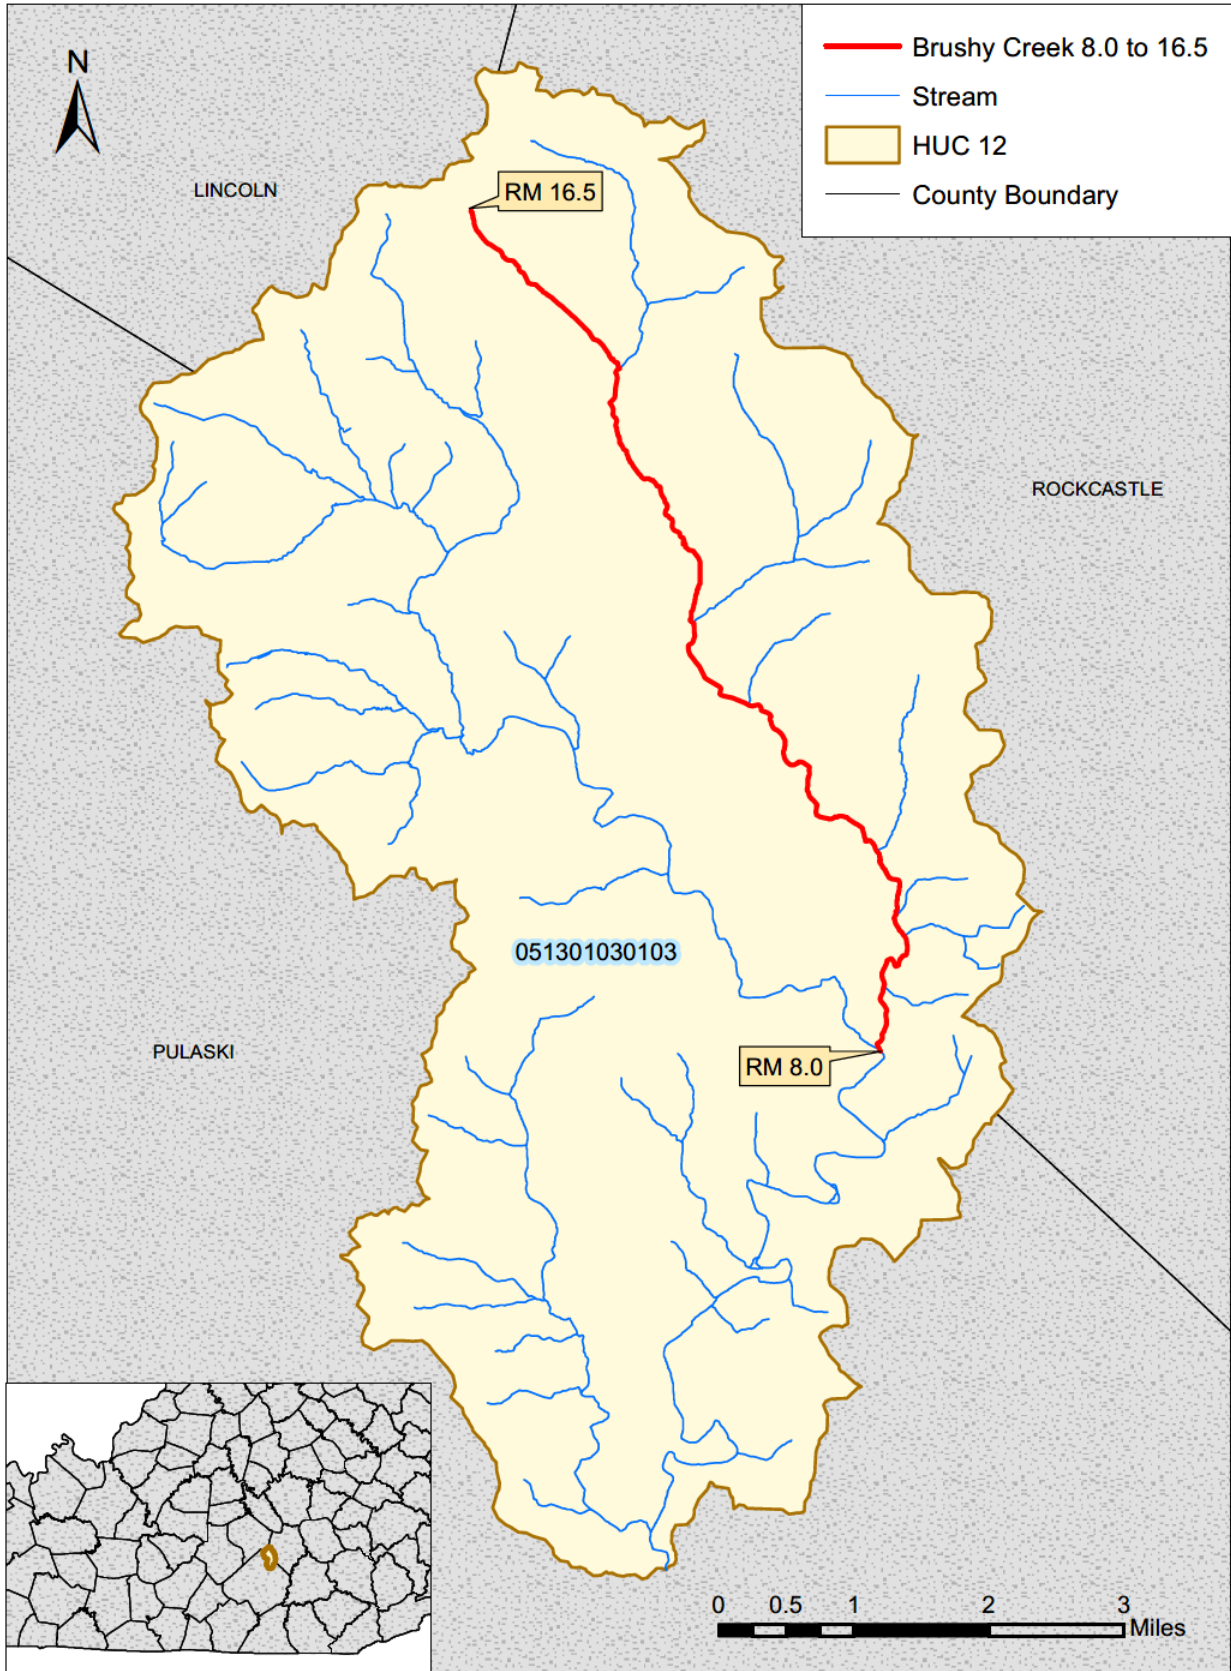 N
Brushy Creek 8.0 to 16.5
Stream
HUC 12
County Boundary
LINCOLN
RM 16.5
ROCKCASTLE
051301030103
PULASKI
RM 8.0
0 0.5 1 2 3
Miles